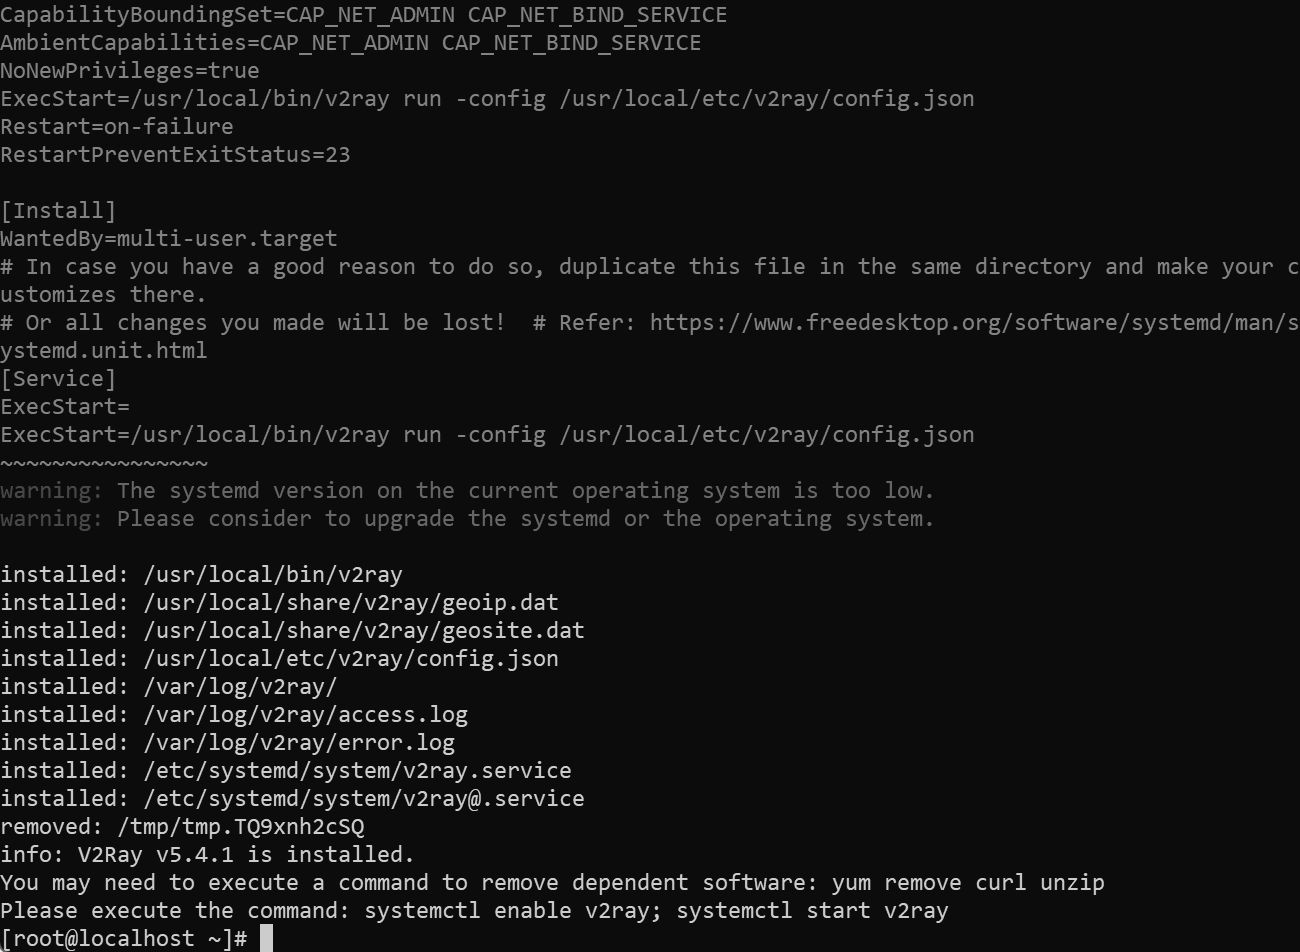 CapabilityBoundingSet=CAP_NET_ADMIN CAP_NET_BIND_SERVICE
AmbientCapabilities=CAP_NET_ADMIN CAP_NET_BIND_SERVICE
NoNewPrivileges=true
ExecStart=/usr/local/bin/v2ray run -config /usr/local/etc/v2ray/config.json
Restart=on-failure
RestartPreventExitStatus=23

[Install]
WantedBy=multi-user.target
# In case you have a good reason to do so, duplicate this file in the same directory and make your c
ustomizes there.
# Or all changes you made will be lost!  # Refer: https://www.freedesktop.org/software/systemd/man/s
ystemd.unit.html
[Service]
ExecStart=
ExecStart=/usr/local/bin/v2ray run -config /usr/local/etc/v2ray/config.json
~~~~~~~~~~~~~~~~
warning: The systemd version on the current operating system is too low.
warning: Please consider to upgrade the systemd or the operating system.

installed: /usr/local/bin/v2ray
installed: /usr/local/share/v2ray/geoip.dat
installed: /usr/local/share/v2ray/geosite.dat
installed: /usr/local/etc/v2ray/config.json
installed: /var/log/v2ray/
installed: /var/log/v2ray/access.log
installed: /var/log/v2ray/error.log
installed: /etc/systemd/system/v2ray.service
installed: /etc/systemd/system/v2ray@.service
removed: /tmp/tmp.TQ9xnh2cSQ
info: V2Ray v5.4.1 is installed.
You may need to execute a command to remove dependent software: yum remove curl unzip
Please execute the command: systemctl enable v2ray; systemctl start v2ray
[root@localhost ~]#